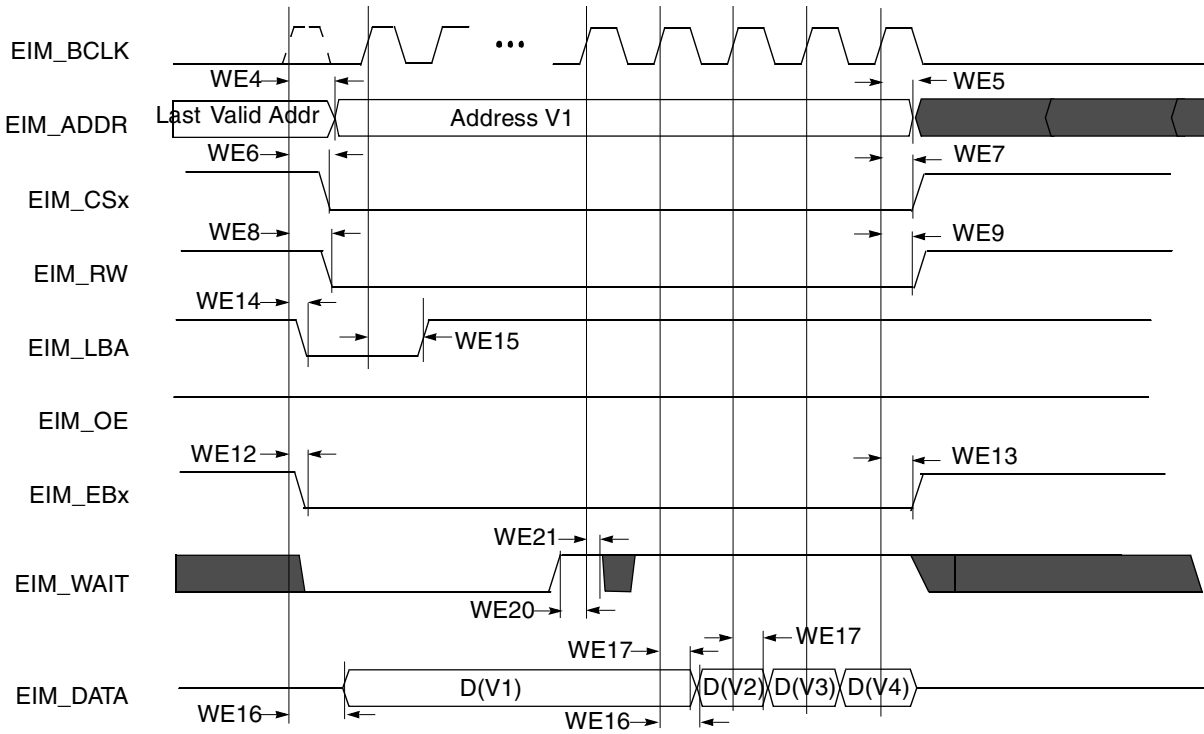 EIM_BCLK
...
WE4
WE5
EIM_ADDR
Last Valid Addr
Address V1
WE6
WE7
EIM_CSx
WE8
WE9
EIM_RW
WE14
WE15
EIM_LBA
EIM_OE
WE12
WE13
EIM_EBx
WE21
EIM_WAIT
WE20
WE17
WE17
EIM_DATA
D(V1)
D(V2)
D(V3)
D(V4)
WE16
WE16